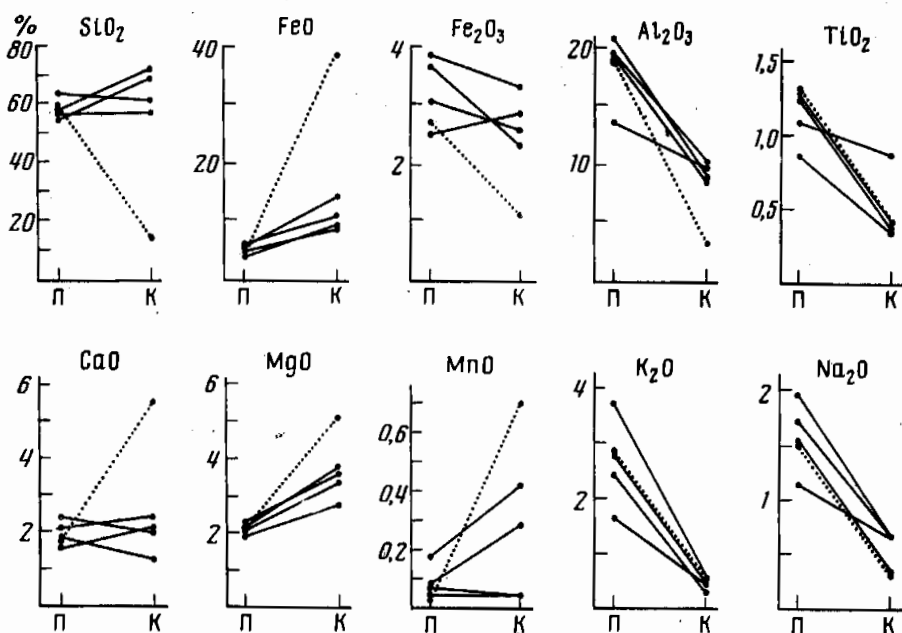 % SiO₂ FeO Fe₂O₃ Al₂O₃ TiO₂
80 40 4 20 1,5
60
40 20 2 10 1,0
20 0,5
П К П К П К П К П К
CaO MgO MnO K₂O Na₂O
6 6 0,6 4 2
4 4 0,4 2 1
2 2 0,2
П К П К П К П К П К